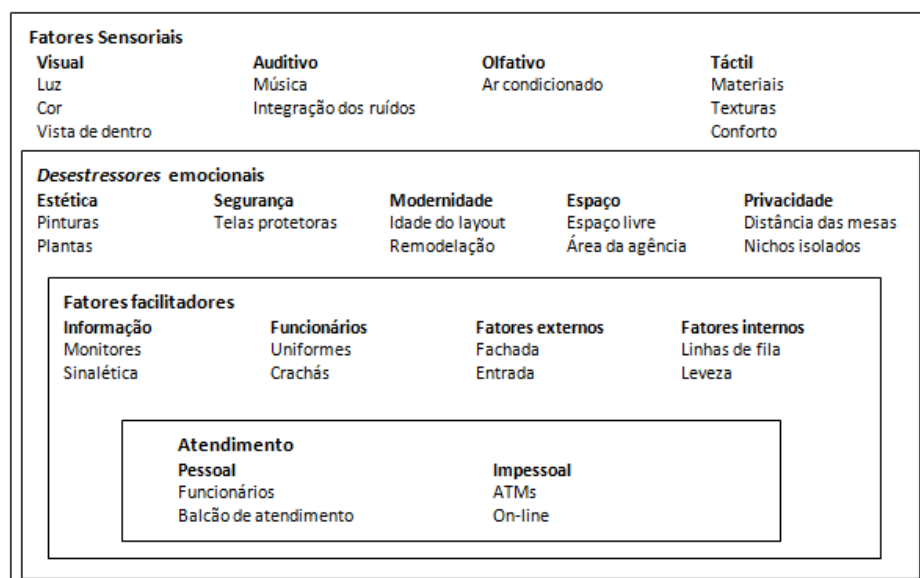 Fatores Sensoriais
Visual Auditivo Olfativo Táctil
Luz Música Ar condicionado Materiais
Cor Integração dos ruídos Texturas
Vista de dentro Conforto
Desestressores emocionais
Estética Segurança Modernidade Espaço Privacidade
Pinturas Telas protetoras Idade do layout Espaço livre Distância das mesas
Plantas Remodelação Área da agência Nichos isolados
Fatores facilitadores
Informação Funcionários Fatores externos Fatores internos
Monitores Uniformes Fachada Linhas de fila
Sinalética Crachás Entrada Leveza
Atendimento
Pessoal Impessoal
Funcionários ATMs
Balcão de atendimento On-line